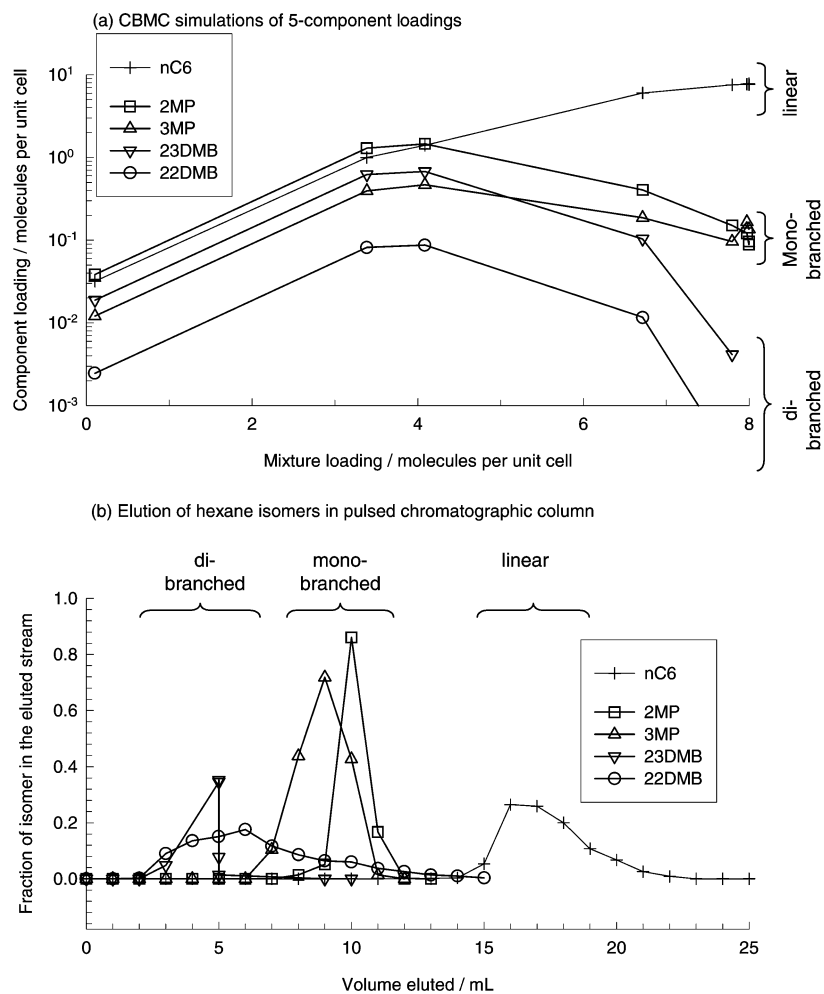 (a) CBMC simulations of 5-component loadings
nC6
2MP
3MP
23DMB
22DMB
Component loading / molecules per unit cell
10^1
10^0
10^-1
10^-2
10^-3
0
2
4
6
8
Mixture loading / molecules per unit cell
linear
Mono-
branched
di-
branched
(b) Elution of hexane isomers in pulsed chromatographic column
di-
branched
mono-
branched
linear
Fraction of isomer in the eluted stream
1.0
0.8
0.6
0.4
0.2
0.0
nC6
2MP
3MP
23DMB
22DMB
0
5
10
15
20
25
Volume eluted / mL